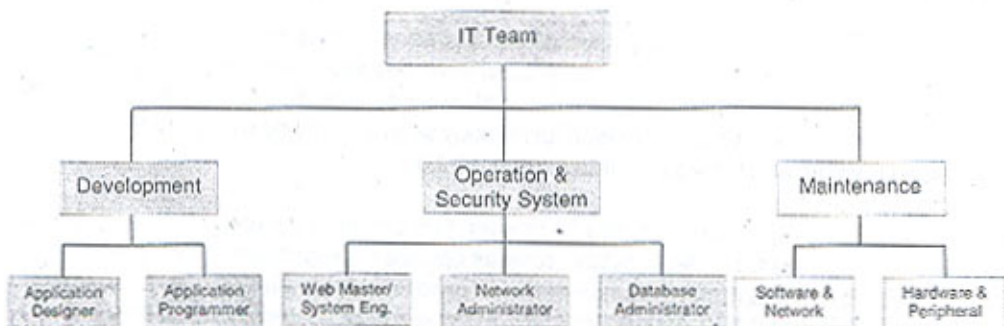 IT Team
Development
Operation &
Security System
Maintenance
Application
Designer
Application
Programmer
Web Master/
System Eng.
Network
Administrator
Database
Administrator
Software &
Network
Hardware &
Peripheral